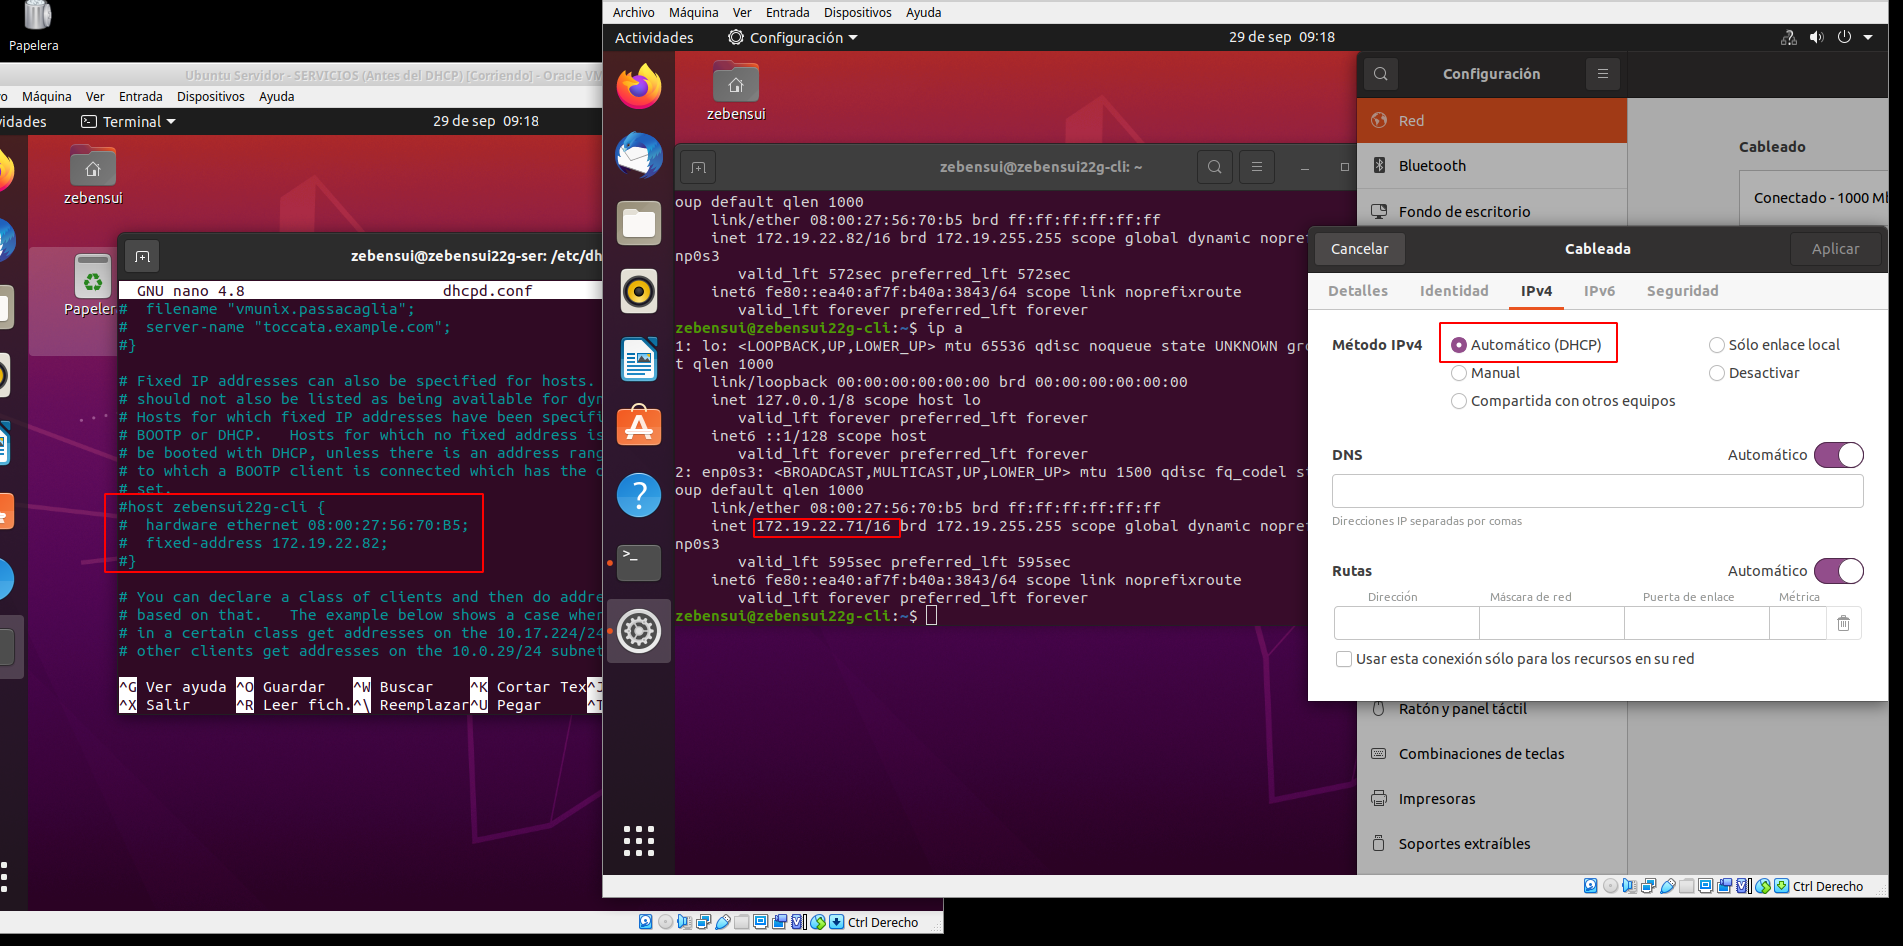 Papelera
Ubuntu Servidor - SERVICIOS (Antes del DHCP) [Corriendo] - Oracle VM
Máquina Ver Entrada Dispositivos Ayuda
vidades Terminal 29 de sep 09:18
zebensui
Papeler
zebensui@zebensui22g-ser: /etc/dh
GNU nano 4.8 dhcpd.conf
# filename "vmunix.passacaglia";
# server-name "toccata.example.com";
#}
# Fixed IP addresses can also be specified for hosts.
# should not also be listed as being available for dyn
# Hosts for which fixed IP addresses have been specifi
# BOOTP or DHCP. Hosts for which no fixed address is
# be booted with DHCP, unless there is an address rang
# to which a BOOTP client is connected which has the d
# set.
#host zebensui22g-cli {
# hardware ethernet 08:00:27:56:70:B5;
# fixed-address 172.19.22.82;
#}
# You can declare a class of clients and then do addre
# based on that. The example below shows a case wher
# in a certain class get addresses on the 10.17.224/24
# other clients get addresses on the 10.0.29/24 subnet
^G Ver ayuda ^O Guardar ^W Buscar ^K Cortar Tex^J
^X Salir ^R Leer fich. ^\ Reemplazar ^U Pegar ^T
Ctrl Derecho
Archivo Máquina Ver Entrada Dispositivos Ayuda
Actividades Configuración 29 de sep 09:18
zebensui
zebensui@zebensui22g-cli: ~
oup default qlen 1000
link/ether 08:00:27:56:70:b5 brd ff:ff:ff:ff:ff:ff
inet 172.19.22.82/16 brd 172.19.255.255 scope global dynamic nopref
np0s3
valid_lft 572sec preferred_lft 572sec
inet6 fe80::ea40:af7f:b40a:3843/64 scope link noprefixroute
valid_lft forever preferred_lft forever
zebensui@zebensui22g-cli:~$ ip a
1: lo: <LOOPBACK,UP,LOWER_UP> mtu 65536 qdisc noqueue state UNKNOWN gro
t qlen 1000
link/loopback 00:00:00:00:00:00 brd 00:00:00:00:00:00
inet 127.0.0.1/8 scope host lo
valid_lft forever preferred_lft forever
inet6 ::1/128 scope host
valid_lft forever preferred_lft forever
2: enp0s3: <BROADCAST,MULTICAST,UP,LOWER_UP> mtu 1500 qdisc fq_codel st
oup default qlen 1000
link/ether 08:00:27:56:70:b5 brd ff:ff:ff:ff:ff:ff
inet 172.19.22.71/16 brd 172.19.255.255 scope global dynamic nopref
np0s3
valid_lft 595sec preferred_lft 595sec
inet6 fe80::ea40:af7f:b40a:3843/64 scope link noprefixroute
valid_lft forever preferred_lft forever
zebensui@zebensui22g-cli:~$
Configuración
Red
Bluetooth
Fondo de escritorio
Cableado
Conectado - 1000 Mb
Cancelar Cableada Aplicar
Detalles Identidad IPv4 IPv6 Seguridad
Método IPv4 Automático (DHCP) Sólo enlace local
Manual Desactivar
Compartida con otros equipos
DNS Automático
Direcciones IP separadas por comas
Rutas Automático
Dirección Máscara de red Puerta de enlace Métrica
Usar esta conexión sólo para los recursos en su red
Ratón y panel táctil
Combinaciones de teclas
Impresoras
Soportes extraíbles
Ctrl Derecho